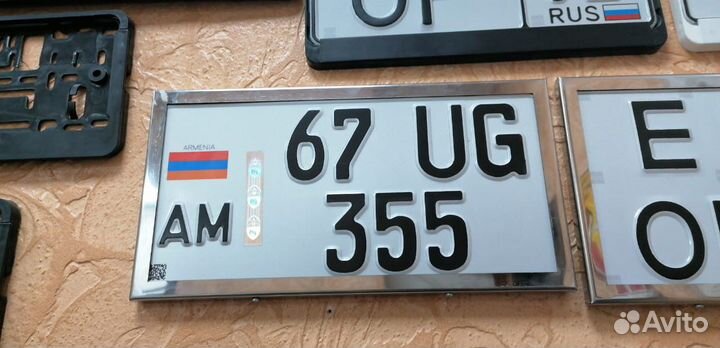 RUS
ARMENIA
67 UG
AM
355
E
Avito